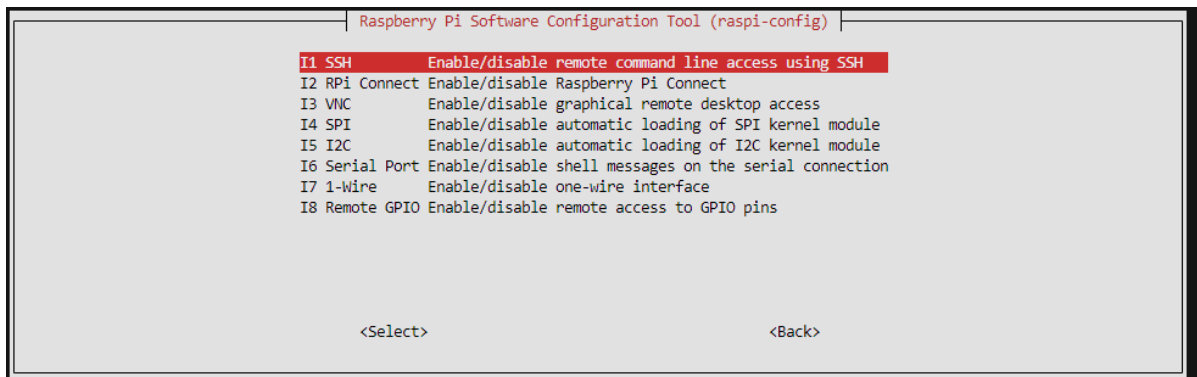 Raspberry Pi Software Configuration Tool (raspi-config)
I1 SSH Enable/disable remote command line access using SSH
I2 RPi Connect Enable/disable Raspberry Pi Connect
I3 VNC Enable/disable graphical remote desktop access
I4 SPI Enable/disable automatic loading of SPI kernel module
I5 I2C Enable/disable automatic loading of I2C kernel module
I6 Serial Port Enable/disable shell messages on the serial connection
I7 1-Wire Enable/disable one-wire interface
I8 Remote GPIO Enable/disable remote access to GPIO pins
<Select> <Back>